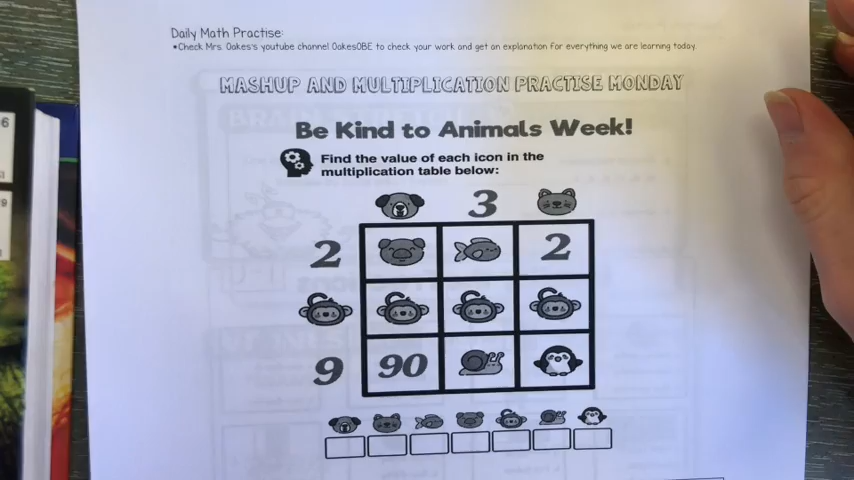 Daily Math Practise:
•Check Mrs. Oakes's youtube channel OakesOBE to check your work and get an explanation for everything we are learning today.
MASHUP AND MULTIPLICATION PRACTISE MONDAY
Be Kind to Animals Week!
Find the value of each icon in the
multiplication table below:
3
2 2
9 90
6
9